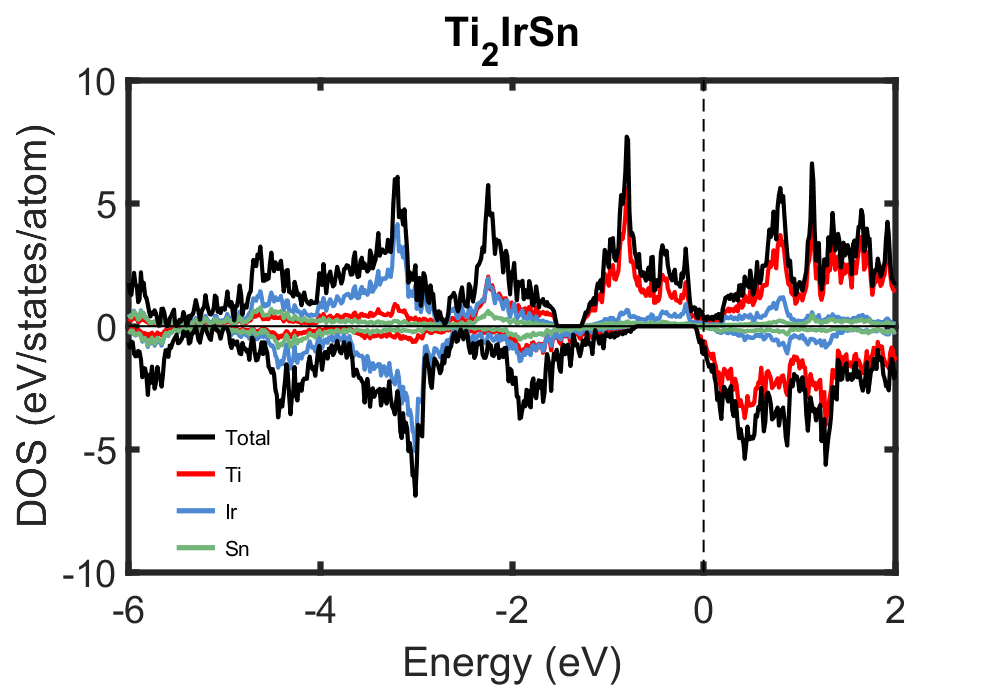 Ti₂IrSn
DOS (eV/states/atom)
10
5
0
-5
-10
Total
Ti
Ir
Sn
-6 -4 -2 0 2
Energy (eV)